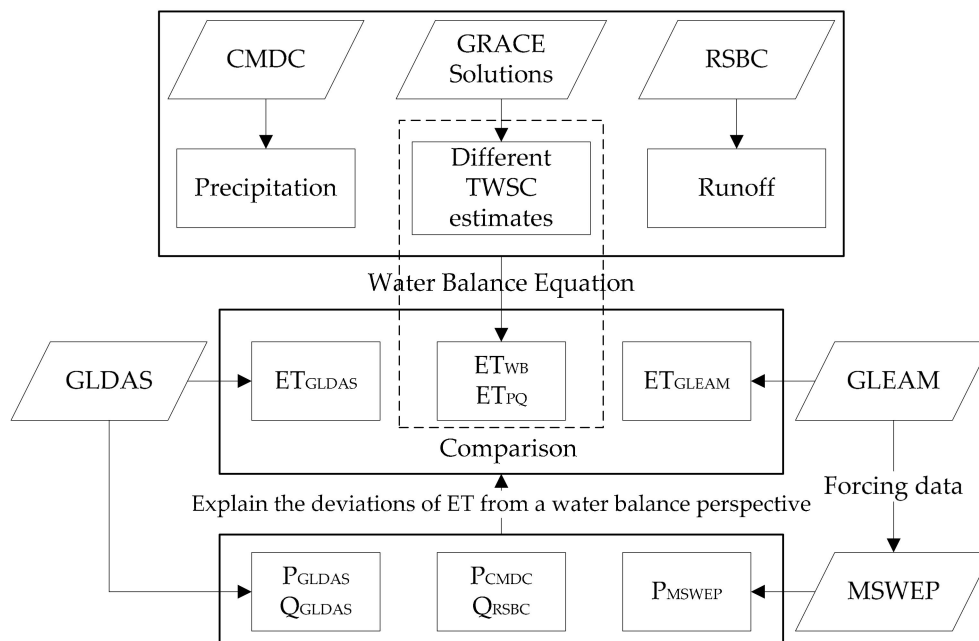 CMDC
GRACE
Solutions
RSBC
Precipitation
Different
TWSC
estimates
Runoff
Water Balance Equation
GLDAS
ETGLDAS
ETWB
ETPQ
ETGLEAM
GLEAM
Comparison
Explain the deviations of ET from a water balance perspective
Forcing data
PGLDAS
QGLDAS
PCMDC
QRSBC
PMSWEP
MSWEP